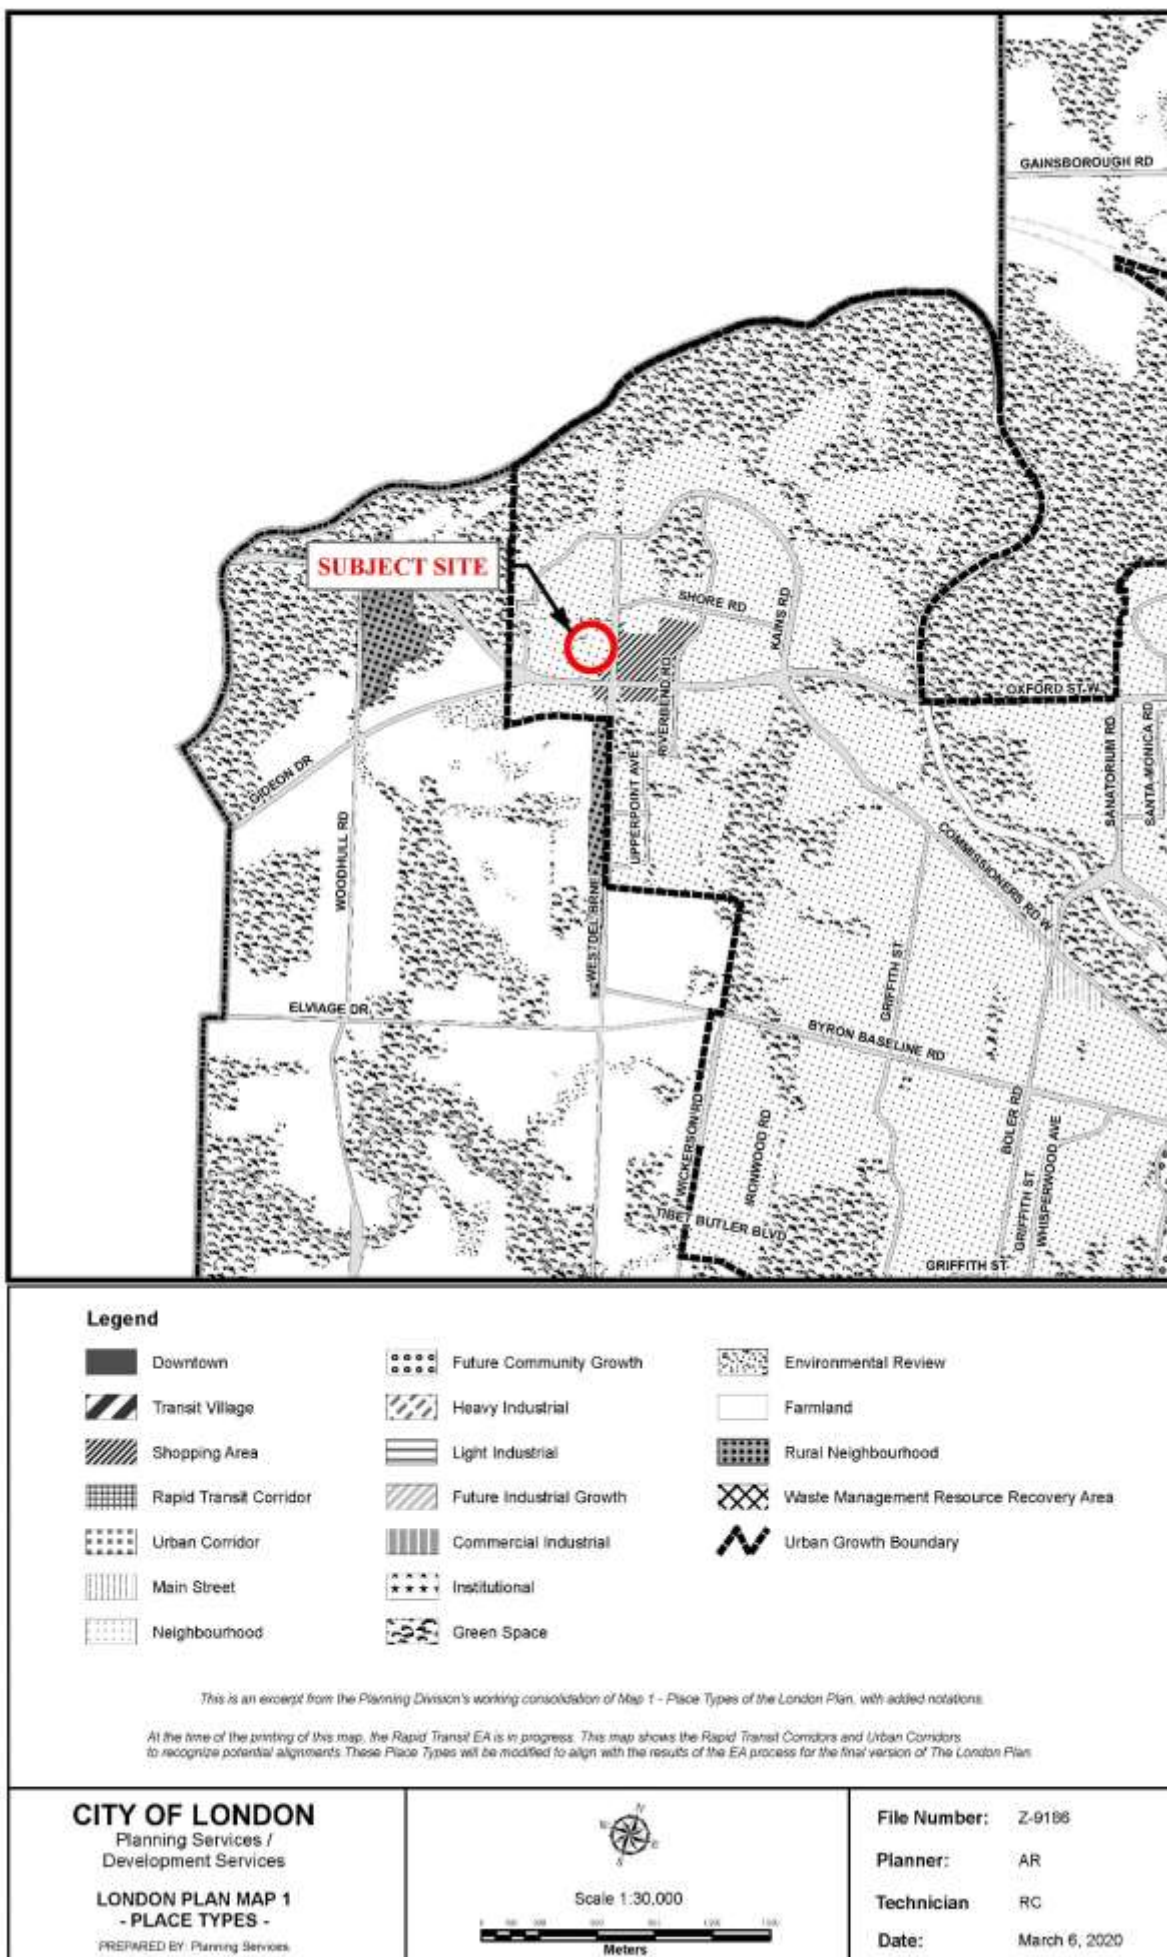 GAINSBOROUGH RD
SUBJECT SITE
SHORE RD
KAINS RD
RIVERBEND RD
OXFORD ST W
SANATORIUM RD
SANTA MONICA RD
GIDEON DR
UPPERPOINT AVE
WOODHULL RD
COMMISSIONERS RD W
WESTDEL BRNE
GRIFFITH ST
ELVIAGE DR
BYRON BASELINE RD
BOLER RD
WICKERSON RD
IRONWOOD RD
WHISPERWOOD AVE
GRIFFITH ST
TIBET BUTLER BLVD
GRIFFITH ST
Legend
Downtown
Transit Village
Shopping Area
Rapid Transit Corridor
Urban Corridor
Main Street
Neighbourhood
Future Community Growth
Heavy Industrial
Light Industrial
Future Industrial Growth
Commercial Industrial
Institutional
Green Space
Environmental Review
Farmland
Rural Neighbourhood
Waste Management Resource Recovery Area
Urban Growth Boundary
This is an excerpt from the Planning Division's working consolidation of Map 1 - Place Types of the London Plan, with added notations.
At the time of the printing of this map, the Rapid Transit EA is in progress. This map shows the Rapid Transit Corridors and Urban Corridors
to recognize potential alignments These Place Types will be modified to align with the results of the EA process for the final version of The London Plan
CITY OF LONDON
Planning Services /
Development Services
LONDON PLAN MAP 1
- PLACE TYPES -
PREPARED BY: Planning Services
N
E
S
Scale 1:30,000
Meters
File Number: Z-9186
Planner: AR
Technician RC
Date: March 6, 2020